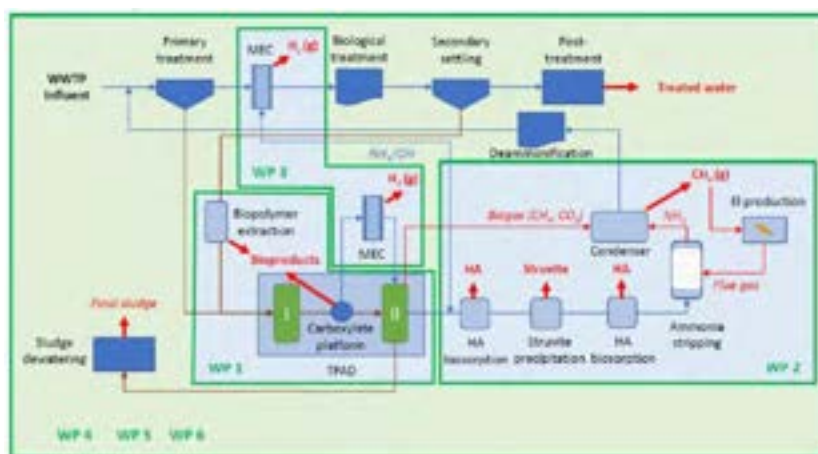 Primary
treatment
MEC
H₂ (g)
Biological
treatment
Secondary
settling
Post-
treatment
WWTP
Influent
Treated water
WP 3
H₂ (g)
MEC
CH₄ (g)
El production
Biopolymer
extraction
Bioproducts
Biogas (CH₄, CO₂)
Condenser
NH₃
Flue gas
HA
Struvite
HA
Final sludge
Sludge
dewatering
I
II
Carboxylate
platform
HA
Struvite
precipitation
HA
biosorption
Ammonia
stripping
WP 1
TPAD
WP 2
WP 4
WP 5
WP 6